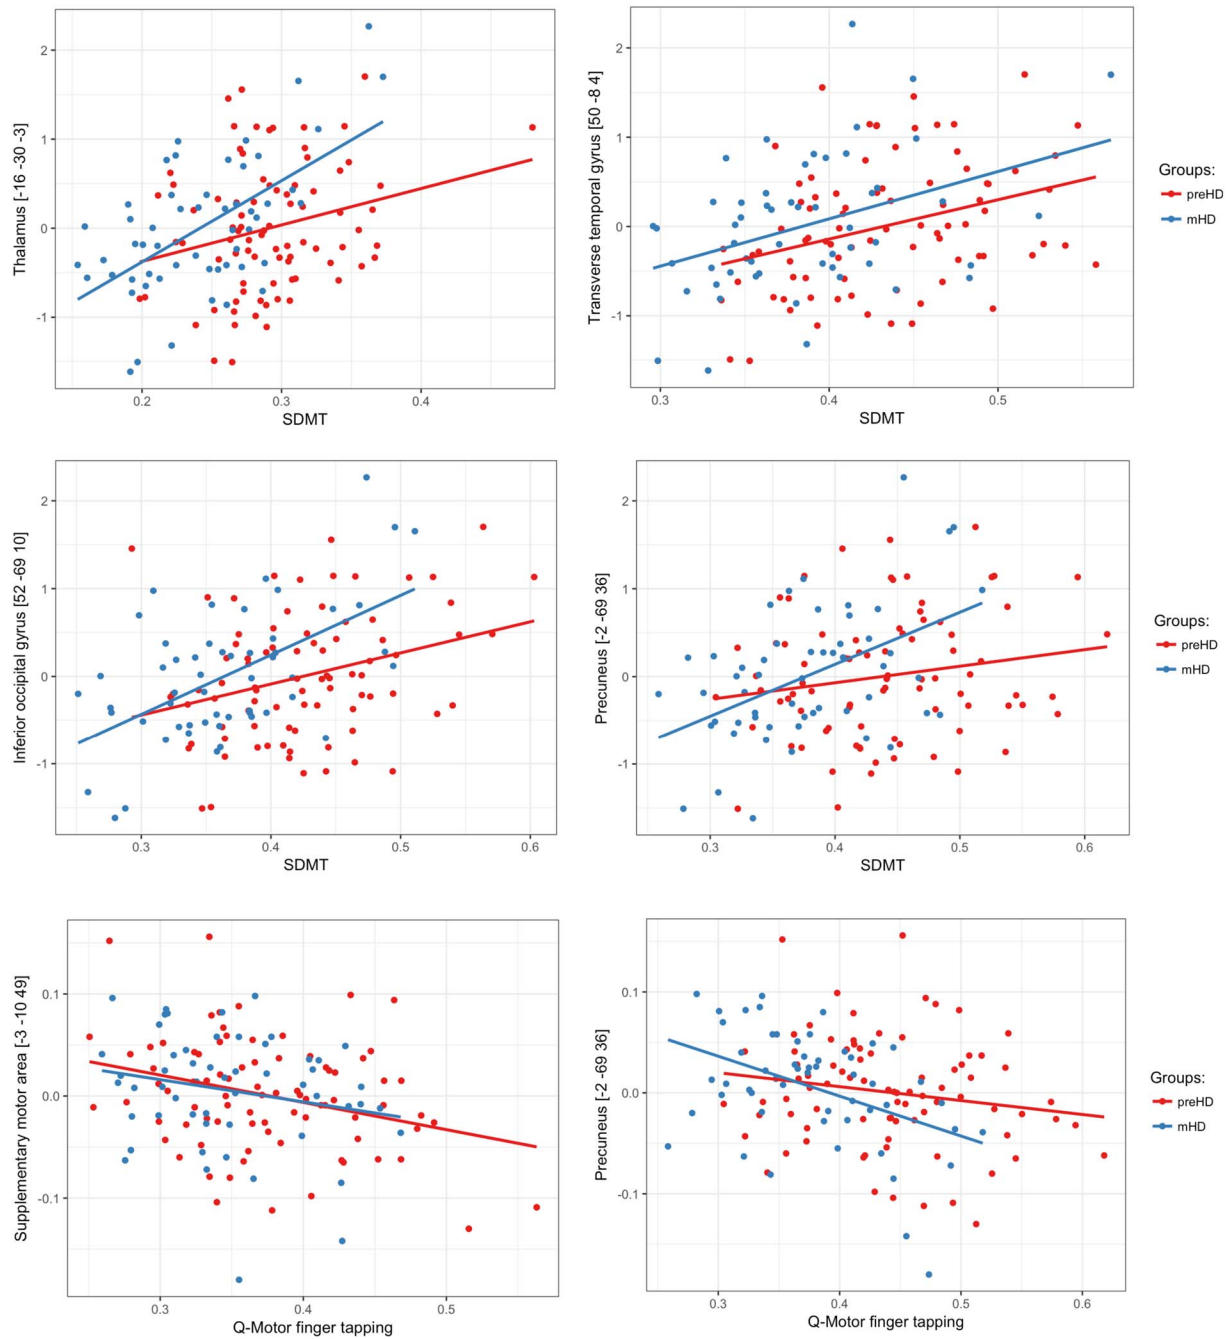 Thalamus [-16 -30 -3]
2
1
0
-1
0.2 0.3 0.4
SDMT
Transverse temporal gyrus [50 -8 4]
2
1
0
-1
0.3 0.4 0.5
SDMT
Groups:
preHD
mHD
Inferior occipital gyrus [52 -69 10]
2
1
0
-1
0.3 0.4 0.5 0.6
SDMT
Precuneus [-2 -69 36]
2
1
0
-1
0.3 0.4 0.5 0.6
SDMT
Groups:
preHD
mHD
Supplementary motor area [-3 -10 49]
0.1
0.0
-0.1
0.3 0.4 0.5
Q-Motor finger tapping
Precuneus [-2 -69 36]
0.1
0.0
-0.1
0.3 0.4 0.5 0.6
Q-Motor finger tapping
Groups:
preHD
mHD